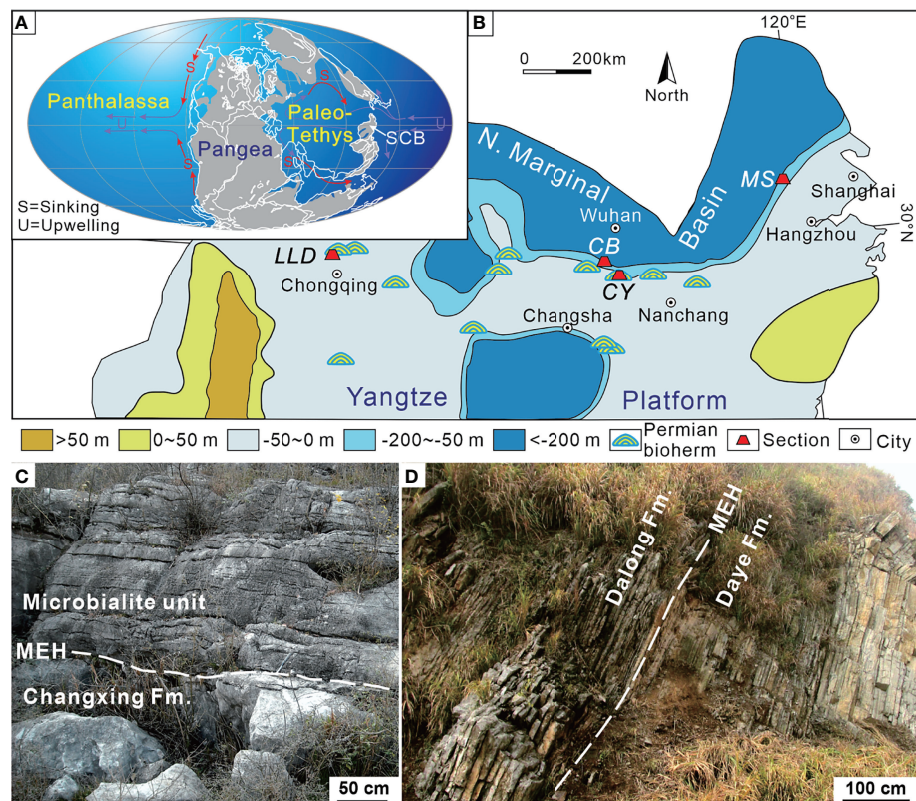 A
Panthalassa
Paleo-
Tethys
Pangea
SCB
S
S
S
S
U
U
S=Sinking
U=Upwelling
B
0 200km
North
120°E
30°N
N. Marginal
Basin
Wuhan
MS
Shanghai
Hangzhou
CB
CY
LLD
Chongqing
Changsha
Nanchang
Yangtze Platform
>50 m
0~50 m
-50~0 m
-200~-50 m
<-200 m
Permian
bioherm
Section
City
C
Microbialite unit
MEH
Changxing Fm.
50 cm
D
Dalong Fm
MEH
Daye Fm.
100 cm